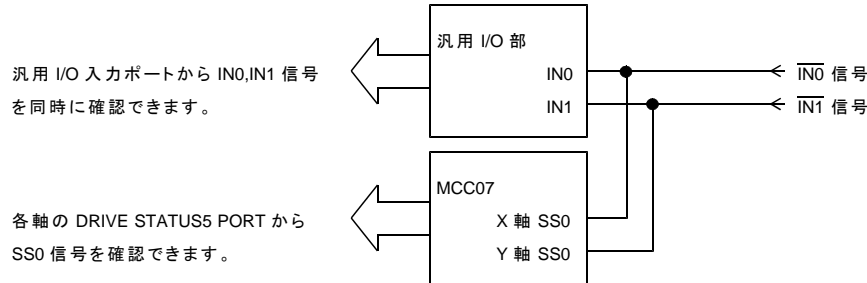 汎用 I/O 部
汎用 I/O 入力ポートから IN0,IN1 信号
を同時に確認できます。
IN0
IN1
IN0 信号
IN1 信号
MCC07
各軸の DRIVE STATUS5 PORT から
SS0 信号を確認できます。
X 軸 SS0
Y 軸 SS0